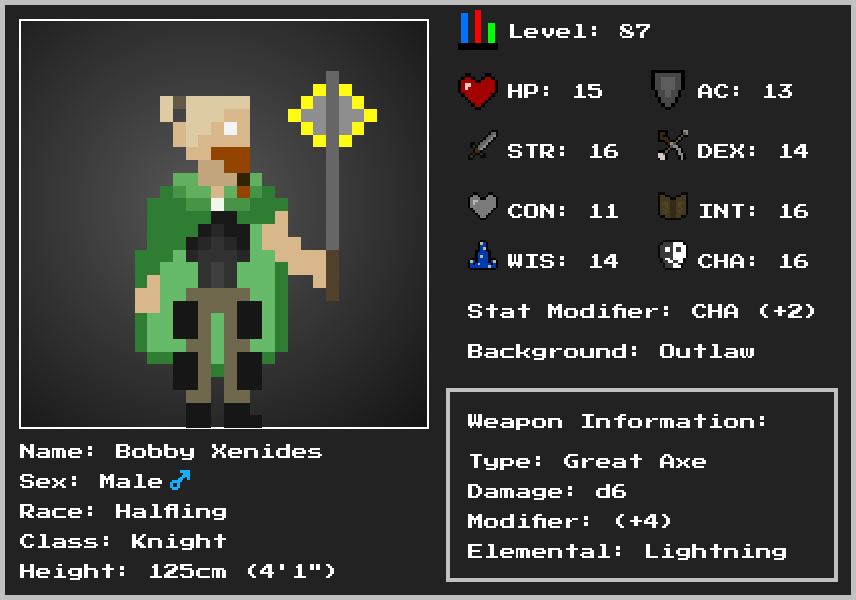 Level: 87
HP: 15
AC: 13
STR: 16
DEX: 14
CON: 11
INT: 16
WIS: 14
CHA: 16
Stat Modifier: CHA (+2)
Background: Outlaw
Name: Bobby Xenides
Sex: Male♂
Race: Halfling
Class: Knight
Height: 125cm (4'1")
Weapon Information:
Type: Great Axe
Damage: d6
Modifier: (+4)
Elemental: Lightning